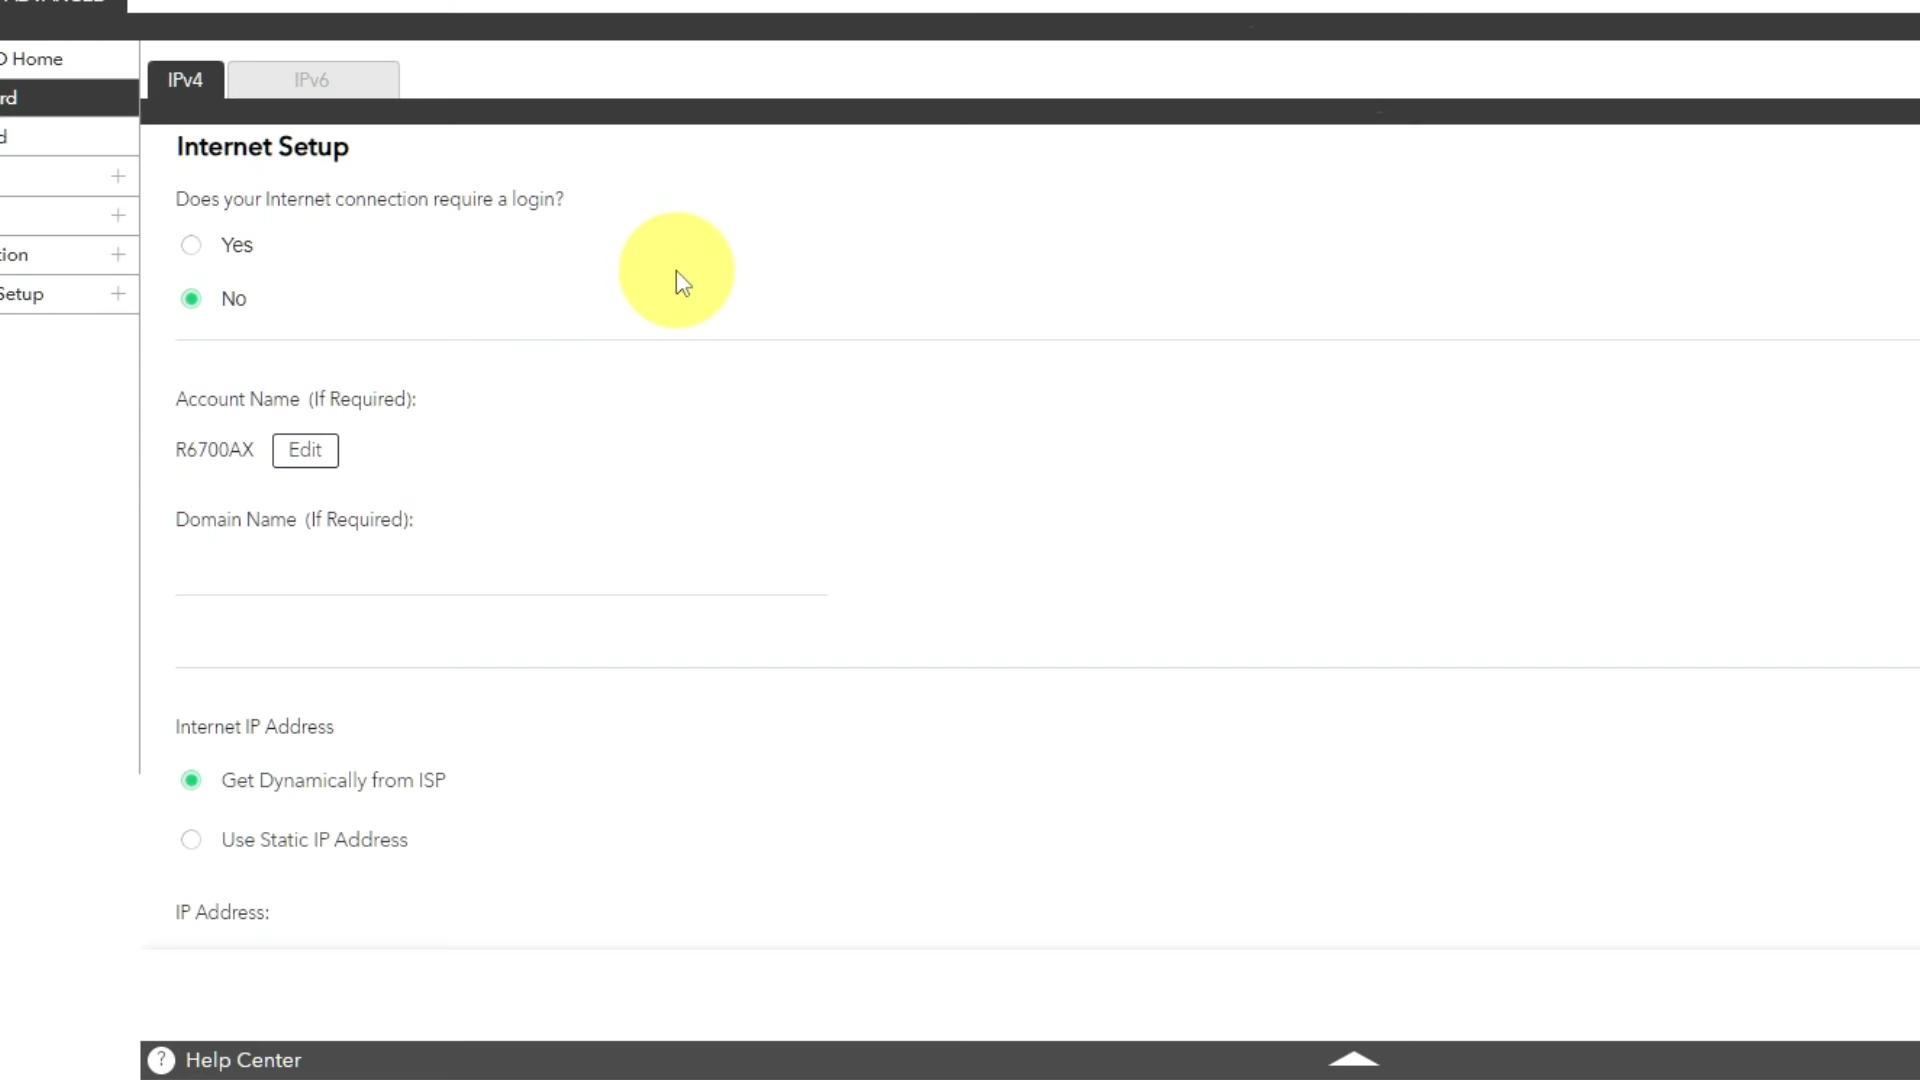 Home
IPv4
IPv6
Internet Setup
Does your Internet connection require a login?
Yes
No
Setup
Account Name (If Required):
R6700AX
Edit
Domain Name (If Required):
Internet IP Address
Get Dynamically from ISP
Use Static IP Address
IP Address:
? Help Center